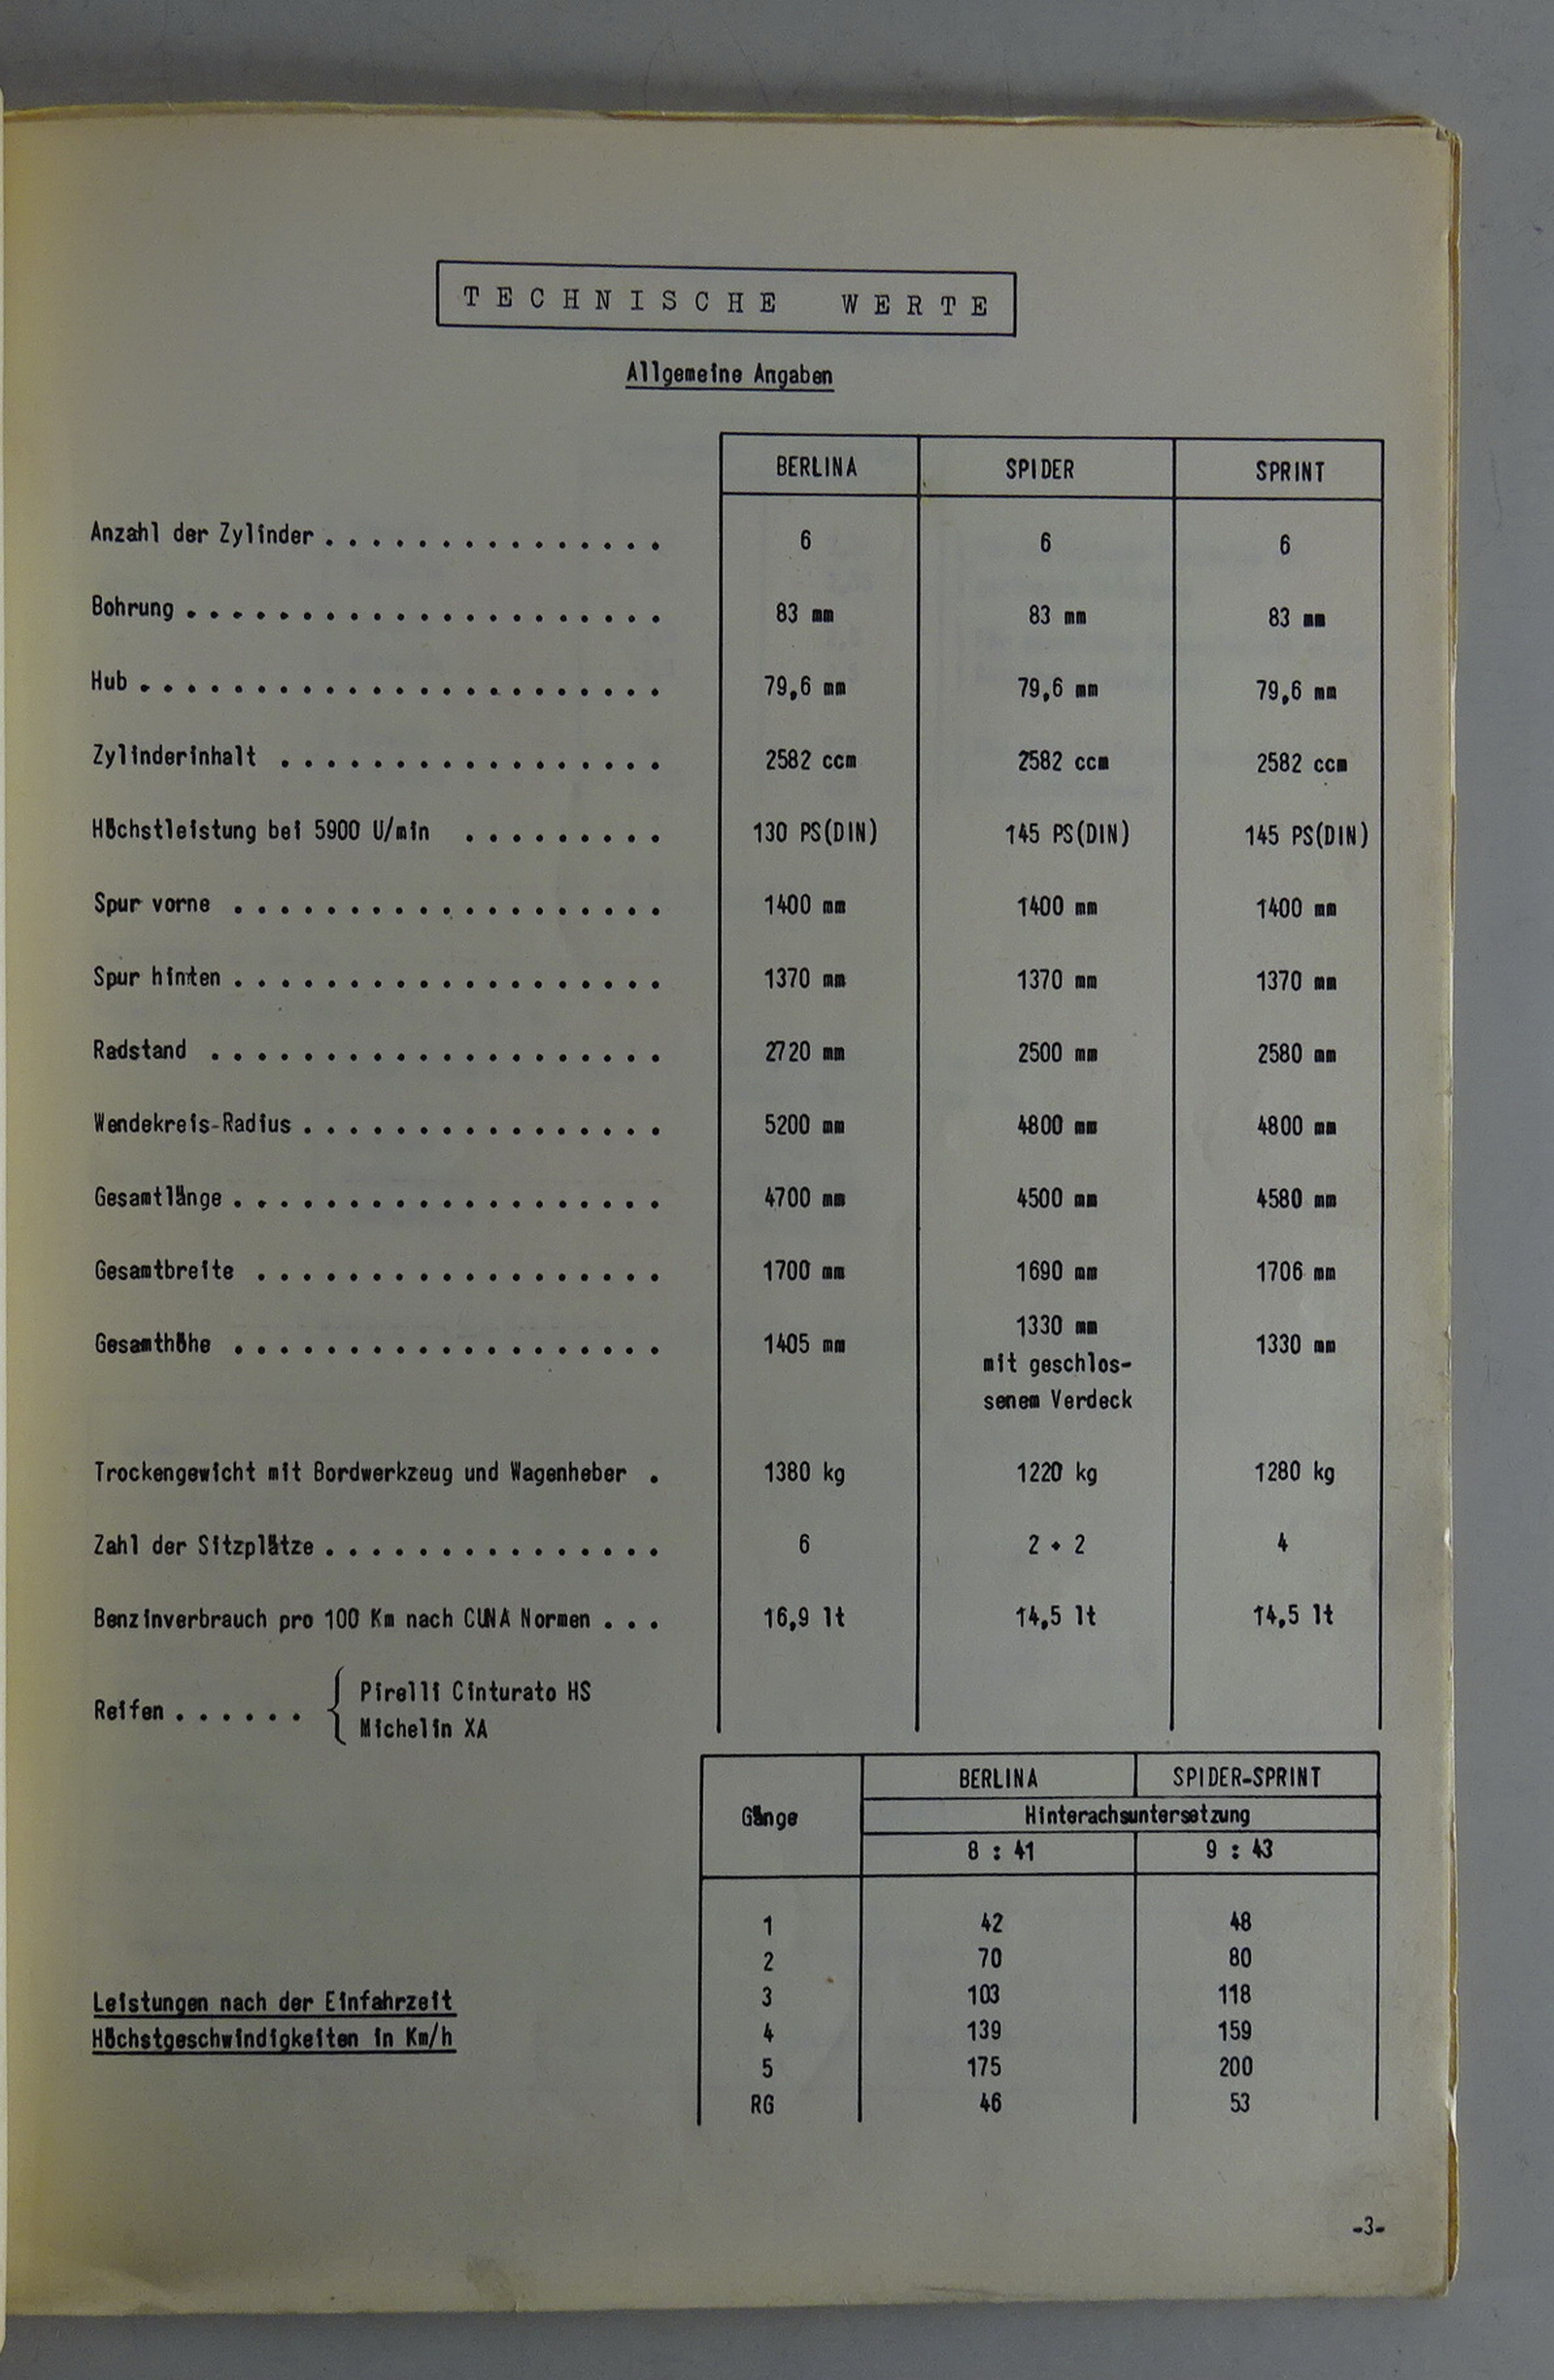 TECHNISCHE WERTE
Allgemeine Angaben
BERLINA SPIDER SPRINT
Anzahl der Zylinder . . . . . . . . . . . . . . . 6 6 6
Bohrung . . . . . . . . . . . . . . . . . . . . . 83 mm 83 mm 83 mm
Hub . . . . . . . . . . . . . . . . . . . . . . . 79,6 mm 79,6 mm 79,6 mm
Zylinderinhalt . . . . . . . . . . . . . . . . . 2582 ccm 2582 ccm 2582 ccm
Höchstleistung bei 5900 U/min . . . . . . . . . 130 PS(DIN) 145 PS(DIN) 145 PS(DIN)
Spur vorne . . . . . . . . . . . . . . . . . . . 1400 mm 1400 mm 1400 mm
Spur hinten . . . . . . . . . . . . . . . . . . . 1370 mm 1370 mm 1370 mm
Radstand . . . . . . . . . . . . . . . . . . . . 2720 mm 2500 mm 2580 mm
Wendekreis-Radius . . . . . . . . . . . . . . . . 5200 mm 4800 mm 4800 mm
Gesamtlänge . . . . . . . . . . . . . . . . . . . 4700 mm 4500 mm 4580 mm
Gesamtbreite . . . . . . . . . . . . . . . . . . 1700 mm 1690 mm 1706 mm
Gesamthöhe . . . . . . . . . . . . . . . . . . . 1405 mm 1330 mm 1330 mm
mit geschlos-
senem Verdeck
Trockengewicht mit Bordwerkzeug und Wagenheber . 1380 kg 1220 kg 1280 kg
Zahl der Sitzplätze . . . . . . . . . . . . . . . 6 2 + 2 4
Benzinverbrauch pro 100 Km nach CUNA Normen . . . 16,9 lt 14,5 lt 14,5 lt
Reifen . . . . . . { Pirelli Cinturato HS
Michelin XA
BERLINA SPIDER-SPRINT
Gänge Hinterachsuntersetzung
8 : 41 9 : 43
1 42 48
2 70 80
3 103 118
4 139 159
5 175 200
RG 46 53
Leistungen nach der Einfahrzeit
Höchstgeschwindigkeiten in Km/h
-3-